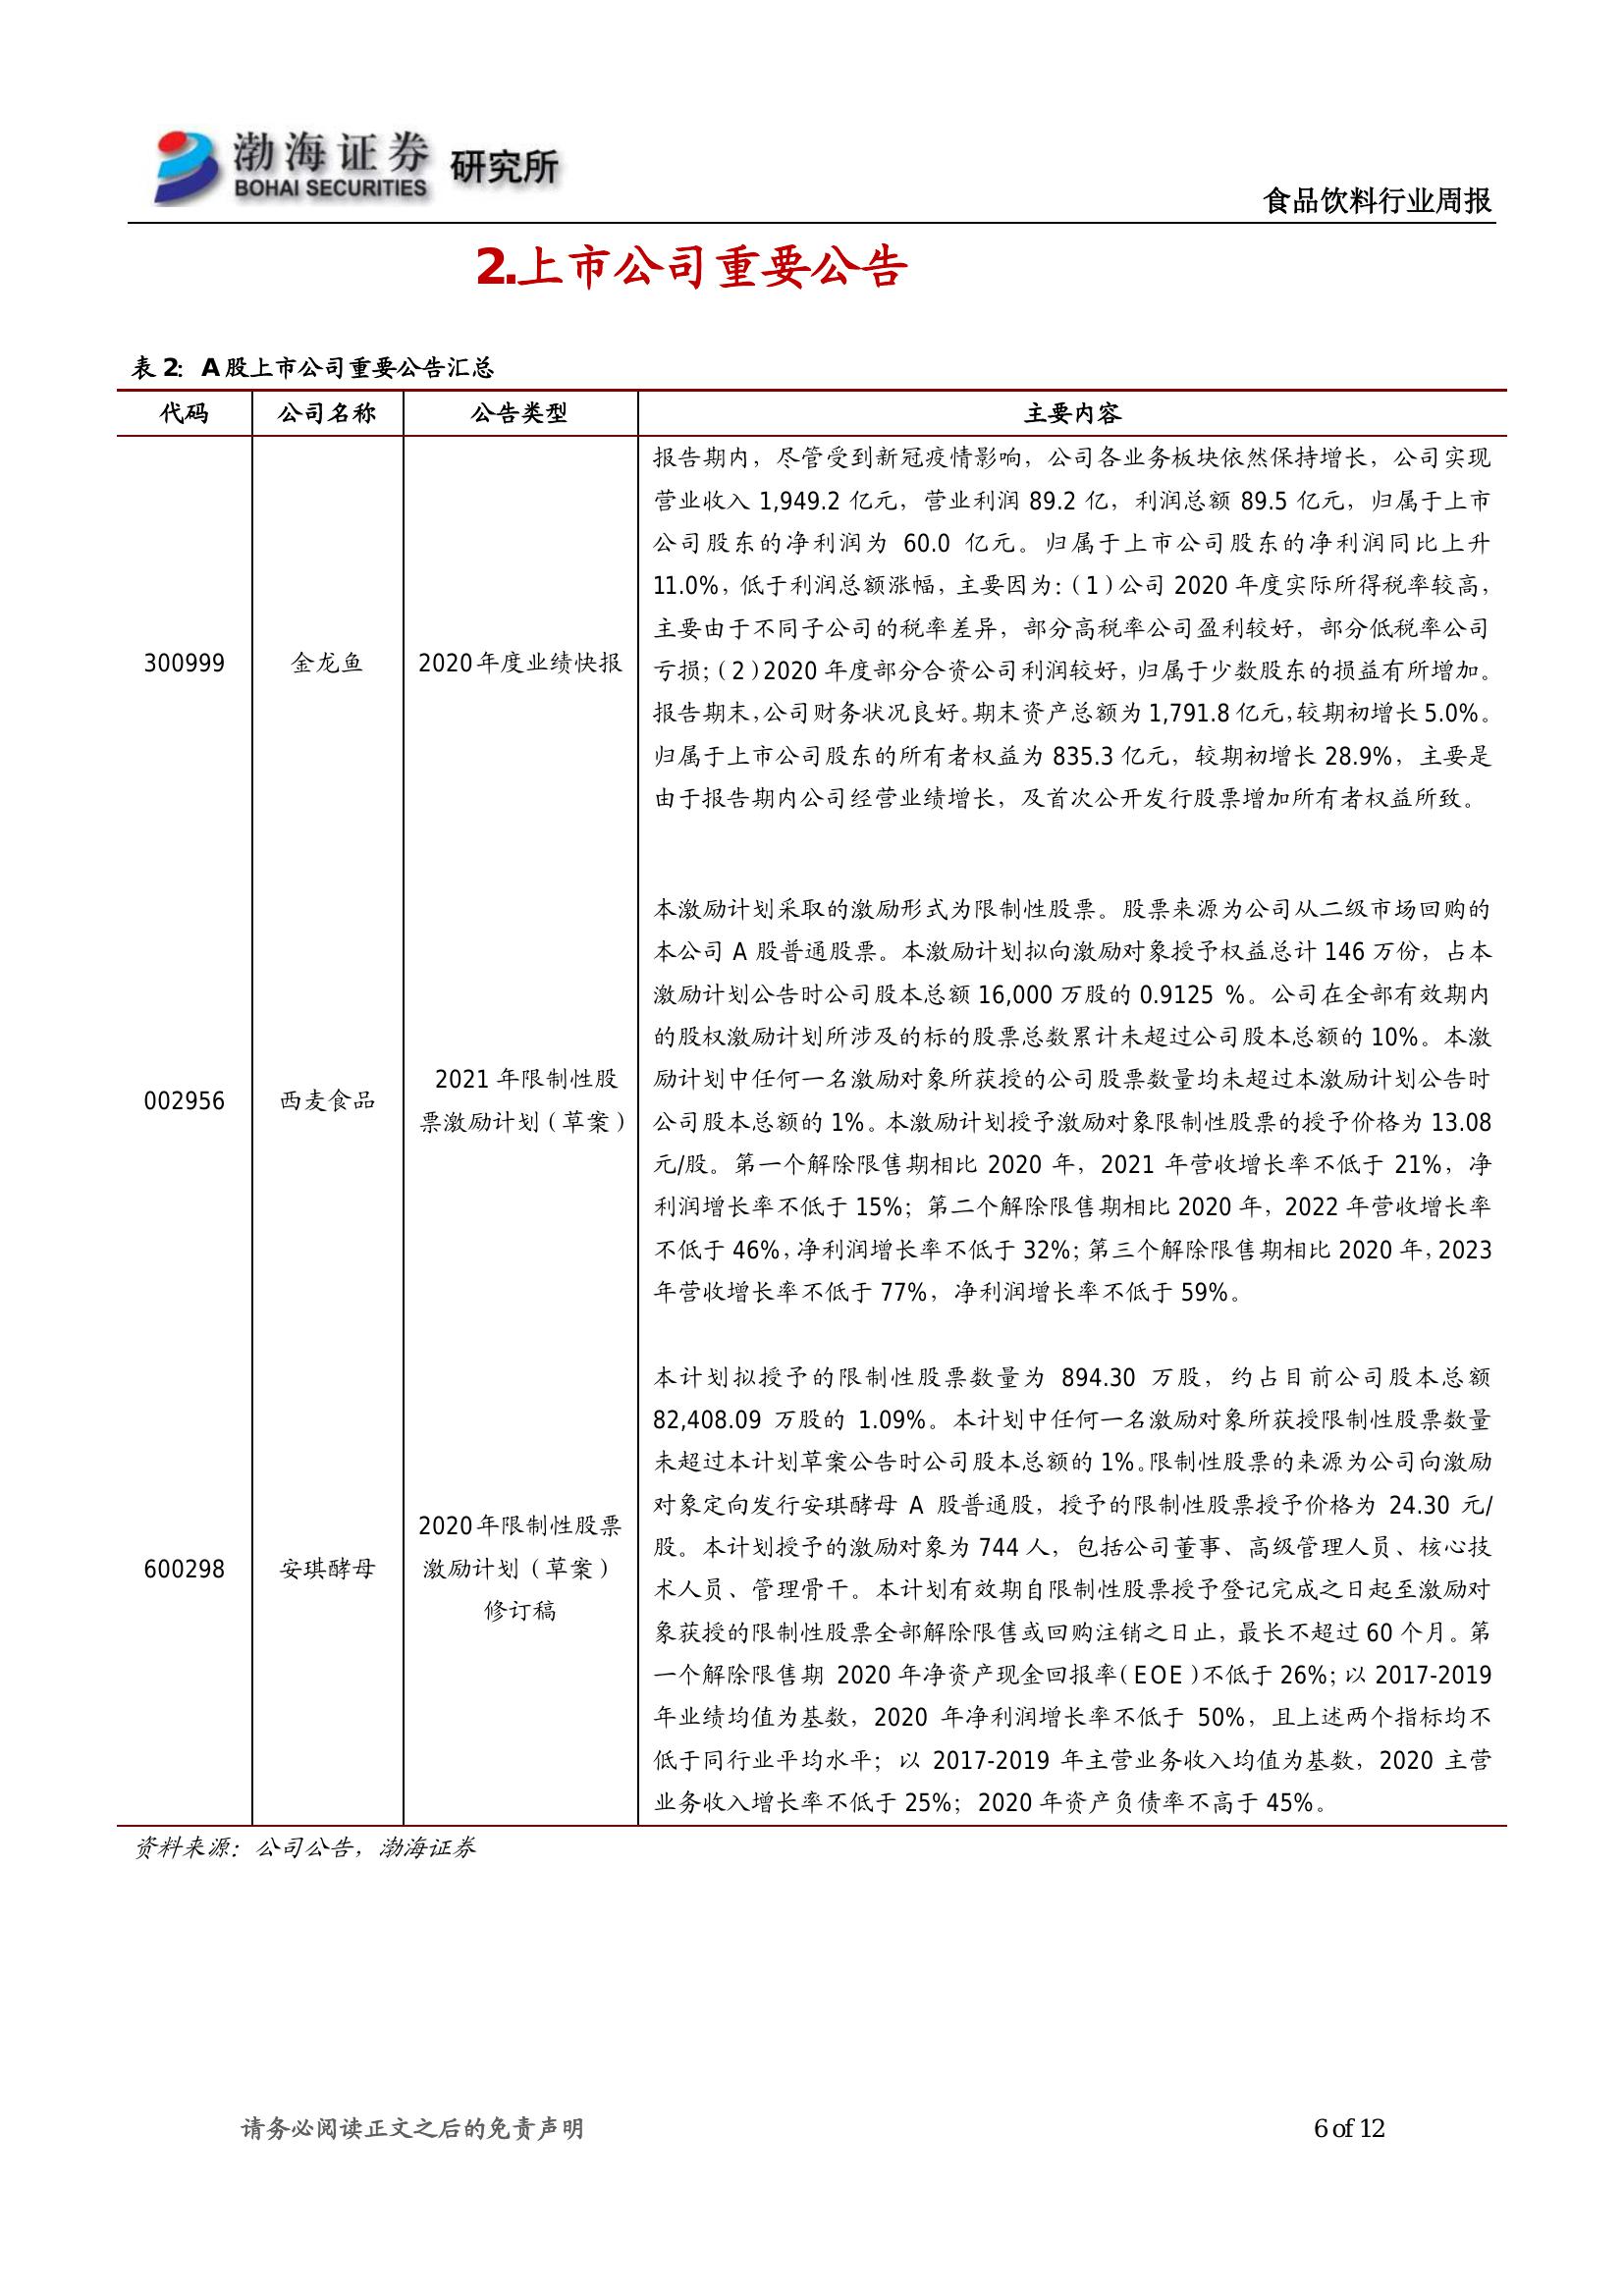 渤海证券 研究所
BOHAI SECURITIES
食品饮料行业周报
2.上市公司重要公告
表 2: A 股上市公司重要公告汇总
代码 公司名称 公告类型 主要内容
300999 金龙鱼 2020年度业绩快报
报告期内，尽管受到新冠疫情影响，公司各业务板块依然保持增长，公司实现
营业收入 1,949.2 亿元，营业利润 89.2 亿，利润总额 89.5 亿元，归属于上市
公司股东的净利润为 60.0 亿元。归属于上市公司股东的净利润同比上升
11.0%，低于利润总额涨幅，主要因为：（1）公司 2020 年度实际所得税率较高，
主要由于不同子公司的税率差异，部分高税率公司盈利较好，部分低税率公司
亏损；（2）2020 年度部分合资公司利润较好，归属于少数股东的损益有所增加。
报告期末，公司财务状况良好。期末资产总额为 1,791.8 亿元，较期初增长 5.0%。
归属于上市公司股东的所有者权益为 835.3 亿元，较期初增长 28.9%，主要是
由于报告期内公司经营业绩增长，及首次公开发行股票增加所有者权益所致。
002956 西麦食品
2021 年限制性股
票激励计划（草案）
本激励计划采取的激励形式为限制性股票。股票来源为公司从二级市场回购的
本公司 A 股普通股票。本激励计划拟向激励对象授予权益总计 146 万份，占本
激励计划公告时公司股本总额 16,000 万股的 0.9125 %。公司在全部有效期内
的股权激励计划所涉及的标的股票总数累计未超过公司股本总额的 10%。本激
励计划中任何一名激励对象所获授的公司股票数量均未超过本激励计划公告时
公司股本总额的 1%。本激励计划授予激励对象限制性股票的授予价格为 13.08
元/股。第一个解除限售期相比 2020 年，2021 年营收增长率不低于 21%，净
利润增长率不低于 15%；第二个解除限售期相比 2020 年，2022 年营收增长率
不低于 46%，净利润增长率不低于 32%；第三个解除限售期相比 2020 年，2023
年营收增长率不低于 77%，净利润增长率不低于 59%。
600298 安琪酵母
2020年限制性股票
激励计划（草案）
修订稿
本计划拟授予的限制性股票数量为 894.30 万股，约占目前公司股本总额
82,408.09 万股的 1.09%。本计划中任何一名激励对象所获授限制性股票数量
未超过本计划草案公告时公司股本总额的 1%。限制性股票的来源为公司向激励
对象定向发行安琪酵母 A 股普通股，授予的限制性股票授予价格为 24.30 元/
股。本计划授予的激励对象为 744 人，包括公司董事、高级管理人员、核心技
术人员、管理骨干。本计划有效期自限制性股票授予登记完成之日起至激励对
象获授的限制性股票全部解除限售或回购注销之日止，最长不超过 60 个月。第
一个解除限售期 2020 年净资产现金回报率（EOE）不低于 26%；以 2017-2019
年业绩均值为基数，2020 年净利润增长率不低于 50%，且上述两个指标均不
低于同行业平均水平；以 2017-2019 年主营业务收入均值为基数，2020 主营
业务收入增长率不低于 25%；2020 年资产负债率不高于 45%。
资料来源：公司公告，渤海证券
请务必阅读正文之后的免责声明
6 of 12